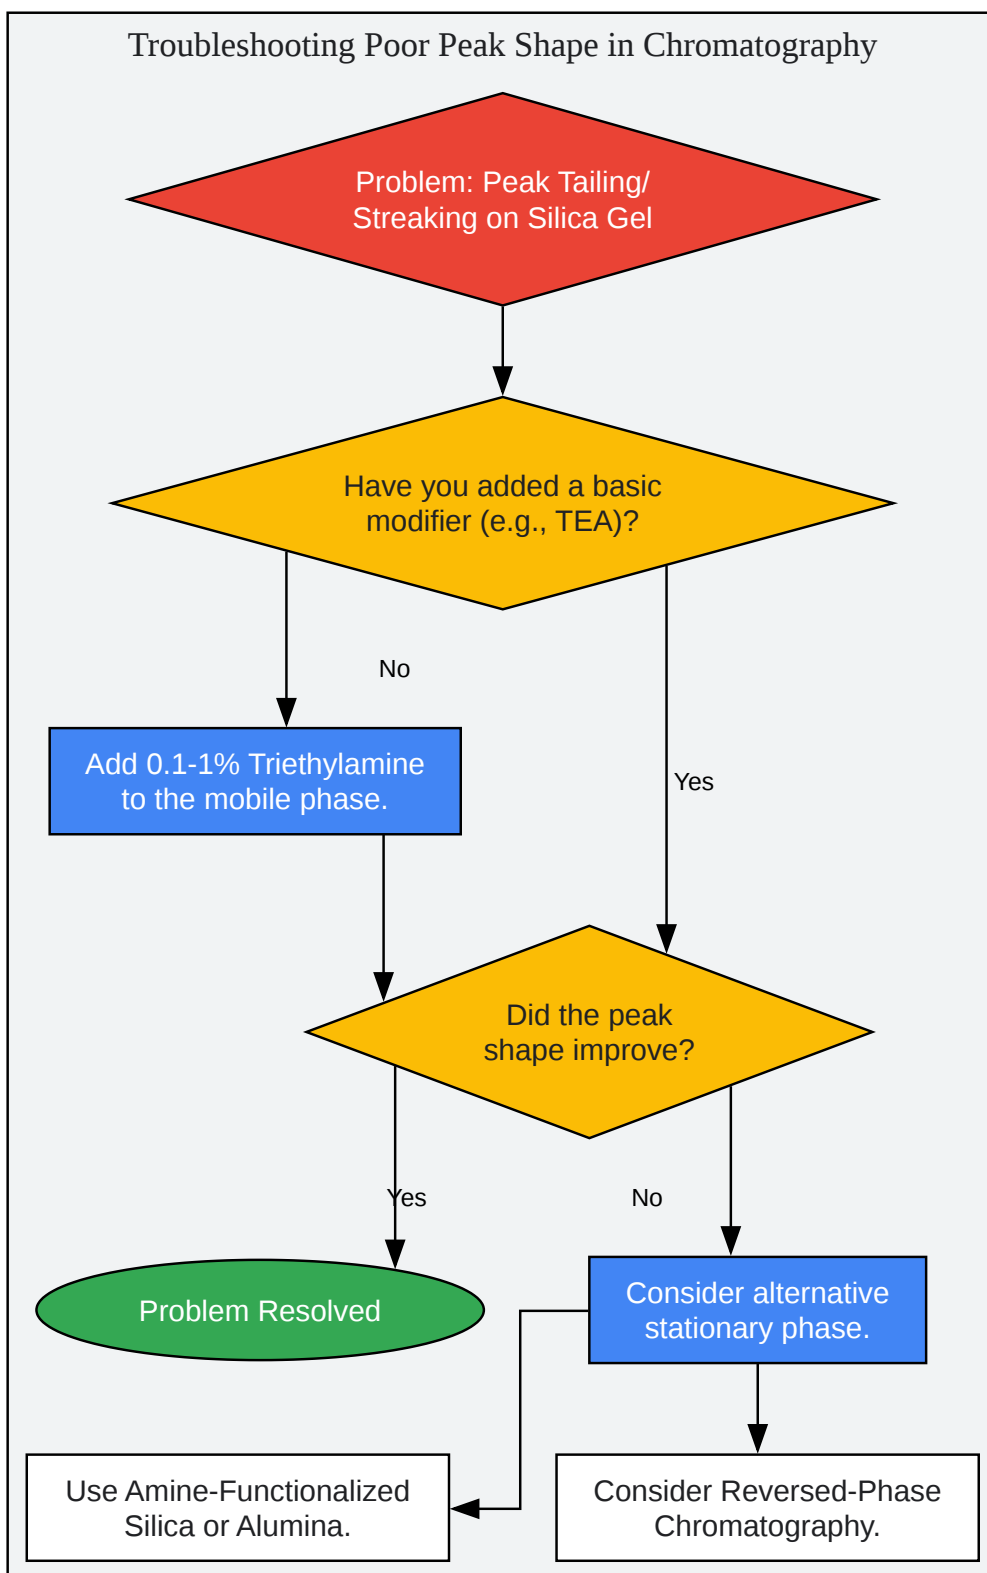 Troubleshooting Poor Peak Shape in Chromatography
Problem: Peak Tailing/
Streaking on Silica Gel
Have you added a basic
modifier (e.g., TEA)?
No
Add 0.1-1% Triethylamine
to the mobile phase.
Yes
Did the peak
shape improve?
Yes
No
Problem Resolved
Consider alternative
stationary phase.
Use Amine-Functionalized
Silica or Alumina.
Consider Reversed-Phase
Chromatography.